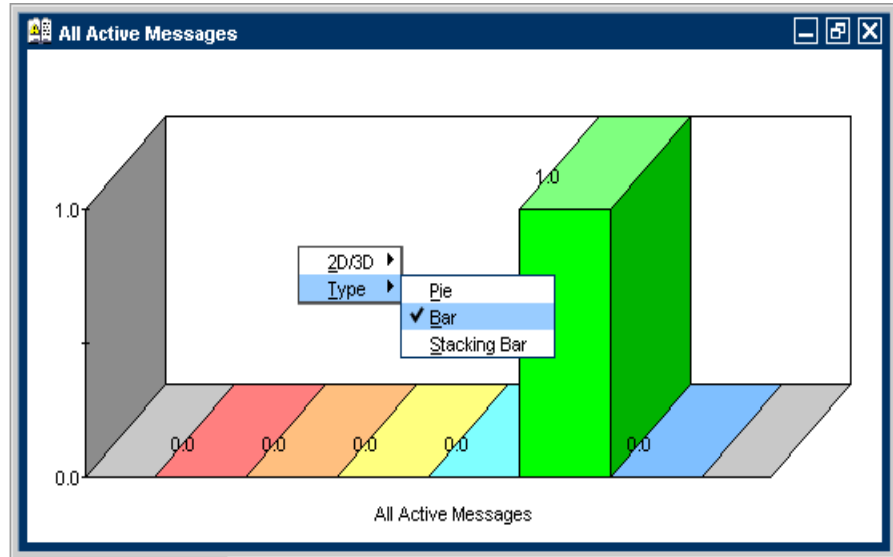 All Active Messages
1.0
1.0
2D/3D
Type
Pie
Bar
Stacking Bar
0.0 0.0 0.0 0.0 0.0
0.0
All Active Messages